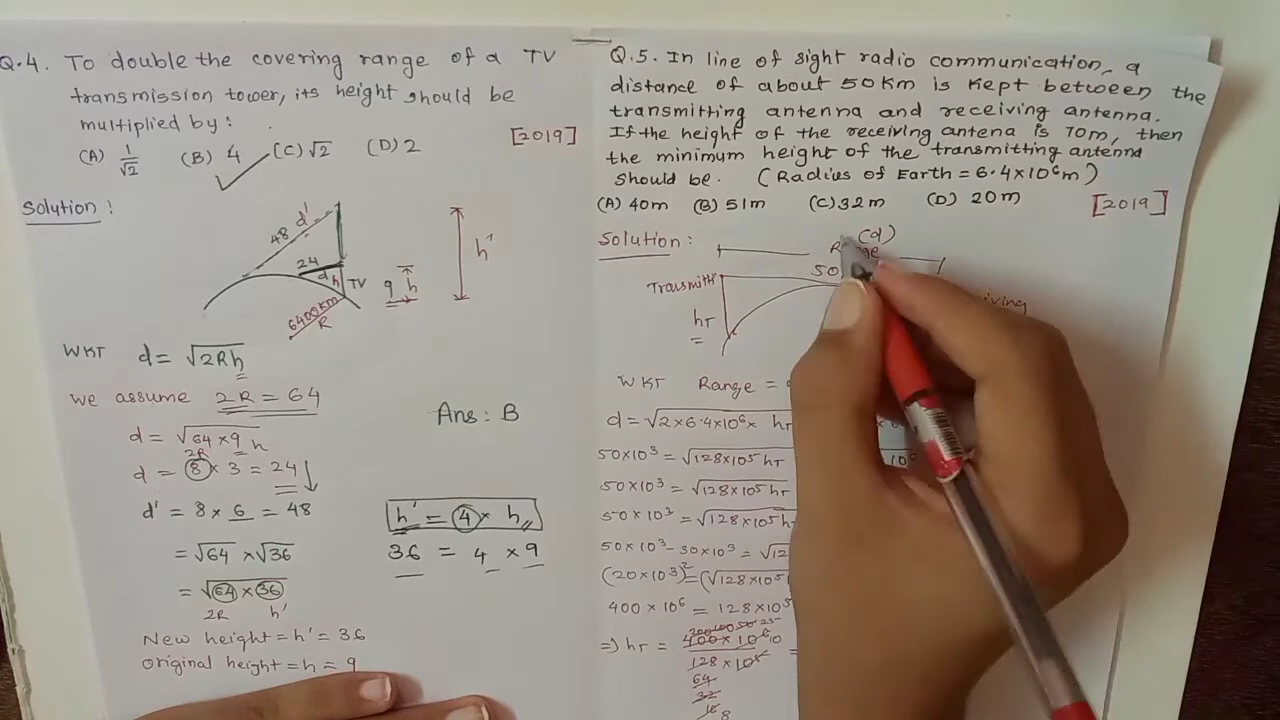 Q.4. To double the covering range of a TV
transmission tower, its height should be
multiplied by :
(A) 1/√2 (B) 4 (C) √2 (D) 2 [2019]
Solution :
48 d'
24
d h TV
6400km
R
h'
9 h
WKT d = √2Rh
we assume 2R = 64
d = √64 × 9 h
2R
d = 8 × 3 = 24
d' = 8 × 6 = 48
= √64 × √36
= √64 × 36
2R h'
New height = h' = 36
original height = h = 9
Ans : B
h' = 4 × h
36 = 4 × 9
Q.5. In line of sight radio communication, a
distance of about 50Km is kept between the
transmitting antenna and receiving antenna.
If the height of the receiving antena is 70m, then
the minimum height of the transmitting antenna
should be. (Radius of Earth = 6.4×10⁶m)
(A) 40m (B) 51m (C) 32m (D) 20m [2019]
Solution :
(d)
50
hT
WKT Range =
d = √2×6.4×10⁶× hT
50×10³ = √128×10⁵ hT
50×10³ = √128×10⁵ hT
50×10³ = √128×10⁵ hT
50×10³ - 30×10³ =
(20×10³)² = (√128×10⁵
400 × 10⁶ = 128×10⁵
=> hT = 400×10⁶ =
128 × 10⁵
64
32
16
8